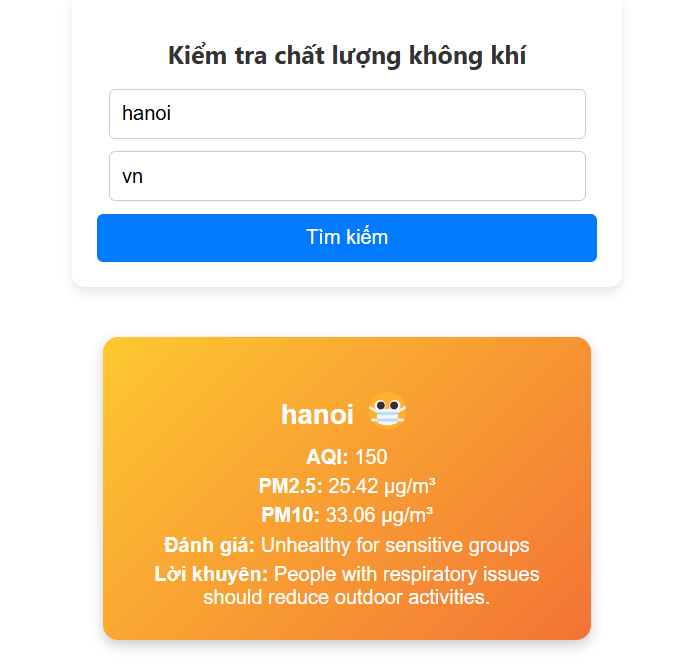 Kiểm tra chất lượng không khí
hanoi
vn
Tìm kiếm
hanoi 😷
AQI: 150
PM2.5: 25.42 µg/m³
PM10: 33.06 µg/m³
Đánh giá: Unhealthy for sensitive groups
Lời khuyên: People with respiratory issues
should reduce outdoor activities.